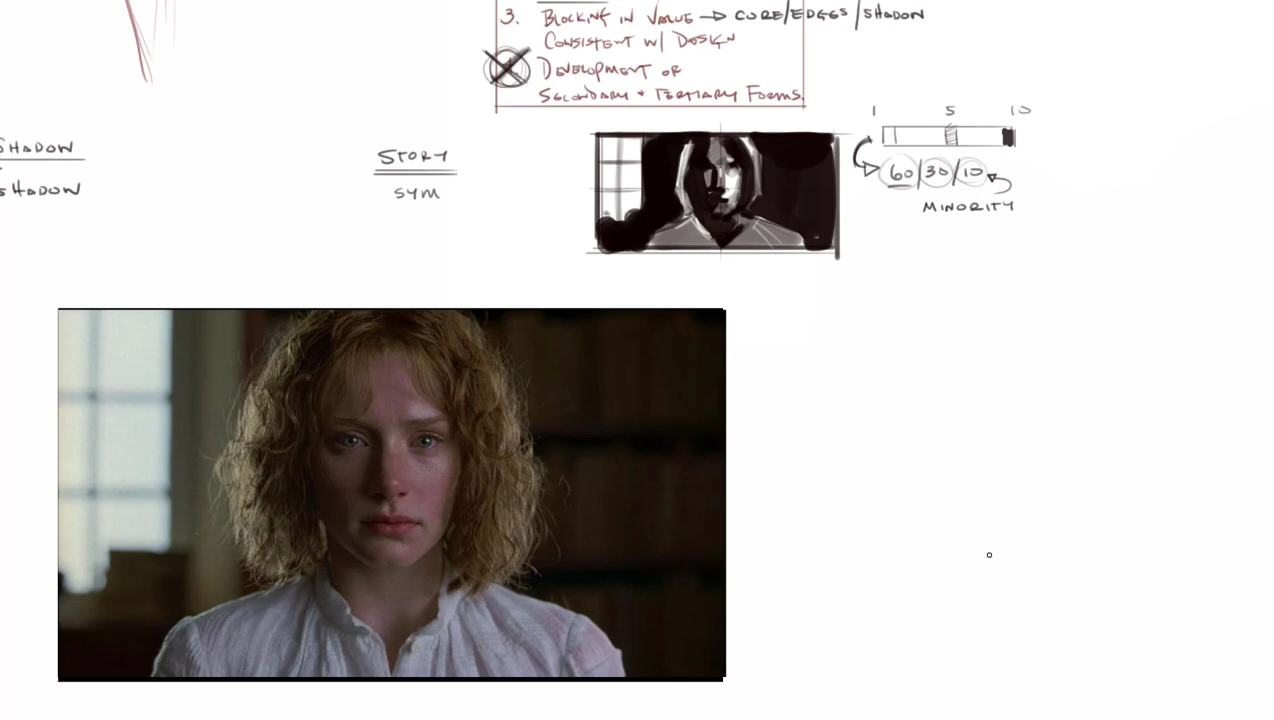 3. BLOCKING IN VALUE → CORE/EDGES/SHADOW
CONSISTENT W/ DESIGN
DEVELOPMENT OF
SECONDARY + TERTIARY FORMS.
1 5 10
60/30/10
MINORITY
SHADOW
SHADOW
STORY
SYM